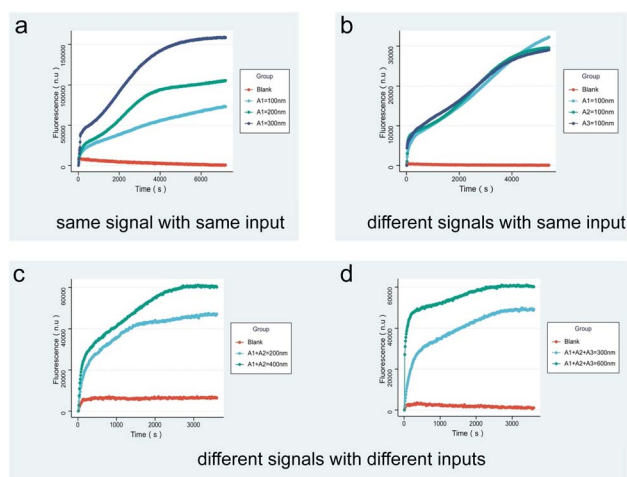 a
Fluorescence ( n.u )
150000
100000
50000
0
0 2000 4000 6000
Time ( s )
Group
Blank
A1=100nm
A1=200nm
A1=300nm
same signal with same input
b
Fluorescence ( n.u )
30000
20000
10000
0
0 2000 4000
Time ( s )
Group
Blank
A1=100nm
A2=100nm
A3=100nm
different signals with same input
c
Fluorescence ( n.u )
60000
40000
20000
0
0 1000 2000 3000
Time ( s )
Group
Blank
A1+A2=200nm
A1+A2=400nm
d
Fluorescence ( n.u )
60000
40000
20000
0
0 1000 2000 3000
Time ( s )
Group
Blank
A1+A2+A3=300nm
A1+A2+A3=600nm
different signals with different inputs